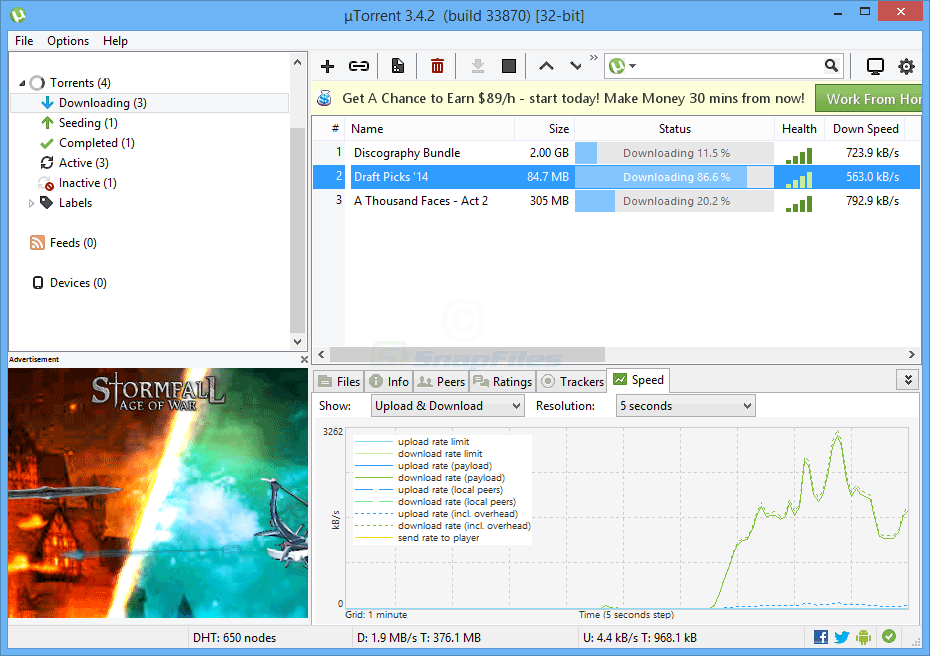 µTorrent 3.4.2 (build 33870) [32-bit]
File Options Help
Torrents (4)
Downloading (3)
Seeding (1)
Completed (1)
Active (3)
Inactive (1)
Labels
Feeds (0)
Devices (0)
Advertisement
STORMFALL
AGE OF WAR
Get A Chance to Earn $89/h - start today! Make Money 30 mins from now! Work From Hor
# Name Size Status Health Down Speed
1 Discography Bundle 2.00 GB Downloading 11.5 % 723.9 kB/s
2 Draft Picks '14 84.7 MB Downloading 86.6 % 563.0 kB/s
3 A Thousand Faces - Act 2 305 MB Downloading 20.2 % 792.9 kB/s
SnapFiles
Files Info Peers Ratings Trackers Speed
Show: Upload & Download Resolution: 5 seconds
3262
upload rate limit
download rate limit
upload rate (payload)
download rate (payload)
upload rate (local peers)
download rate (local peers)
upload rate (incl. overhead)
download rate (incl. overhead)
send rate to player
kB/s
0
Grid: 1 minute Time (5 seconds step)
DHT: 650 nodes D: 1.9 MB/s T: 376.1 MB U: 4.4 kB/s T: 968.1 kB